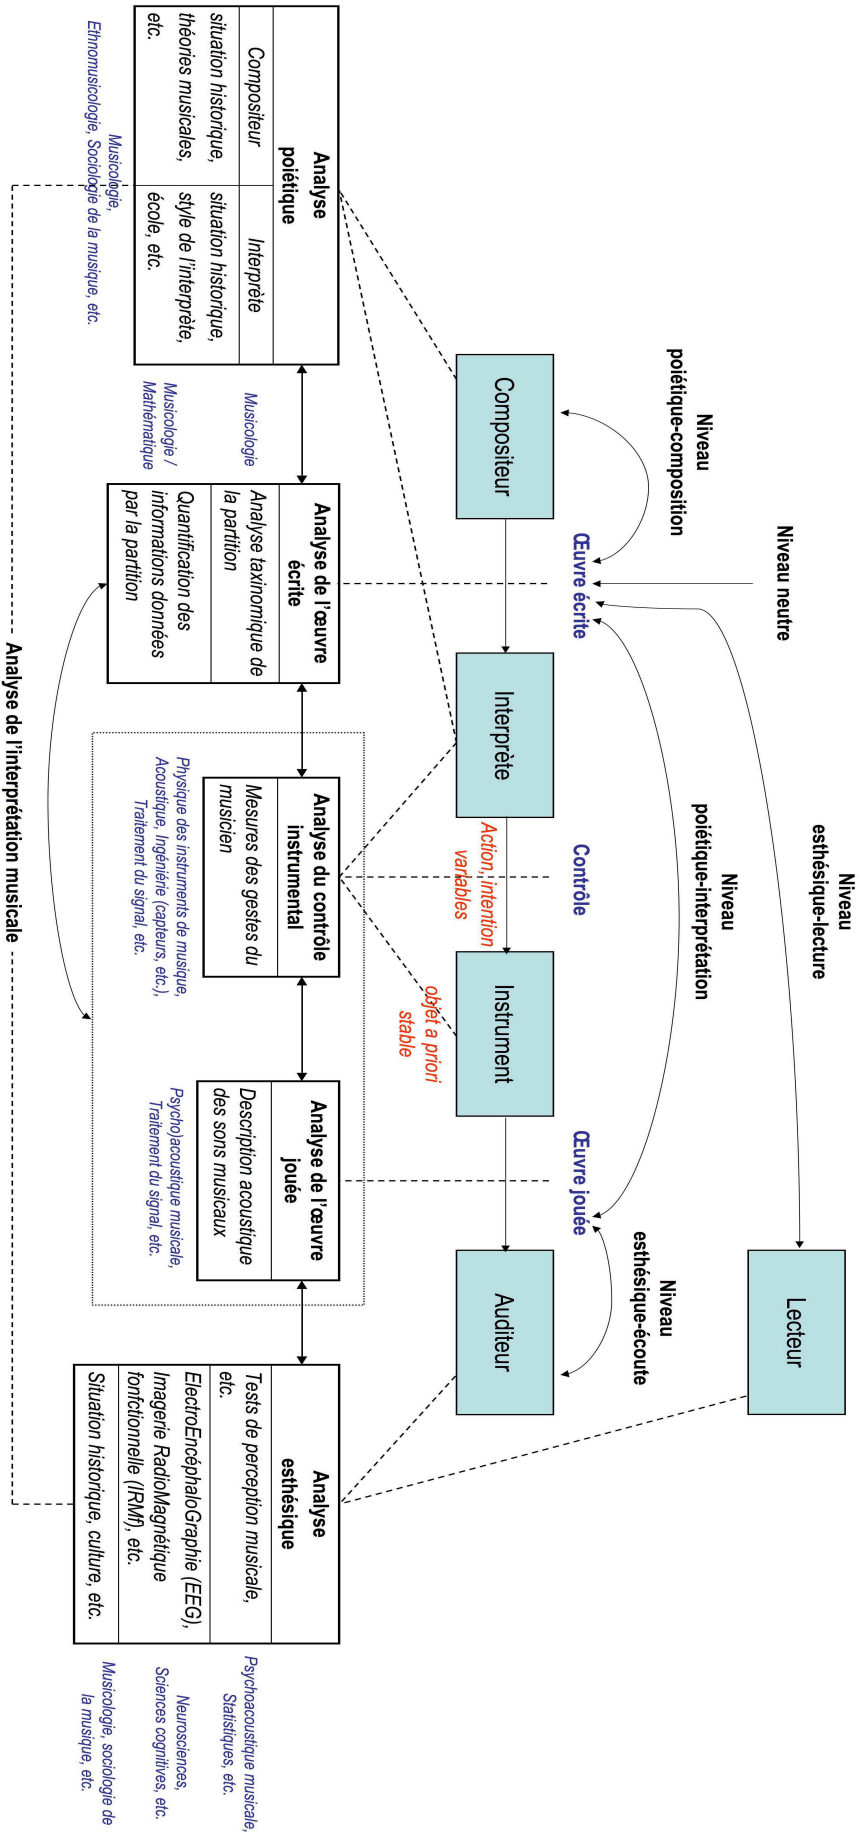 Niveau
esthésique-lecture
Lecteur
Niveau neutre
Niveau
poiétique-composition
Niveau
poiétique-interprétation
Niveau
esthésique-écoute
Œuvre écrite
Contrôle
Œuvre jouée
Compositeur
Interprète
Instrument
Auditeur
Action, intention
variables
objet a priori
stable
Analyse
poiétique
Compositeur
situation historique,
théories musicales,
etc.
Interprète
situation historique,
style de l'interprète,
école, etc.
Musicologie,
Ethnomusicologie, Sociologie de la musique, etc.
Analyse de l'œuvre
écrite
Analyse taxinomique de
la partition
Quantification des
informations données
par la partition
Musicologie
Musicologie /
Mathématique
Analyse du contrôle
instrumental
Mesures des gestes du
musicien
Physique des instruments de musique,
Acoustique, Ingénierie (capteurs, etc.),
Traitement du signal, etc.
Analyse de l'œuvre
jouée
Description acoustique
des sons musicaux
Psycho)acoustique musicale,
Traitement du signal, etc.
Analyse
esthésique
Tests de perception musicale,
etc.
ElectroEncéphaloGraphie (EEG),
Imagerie RadioMagnétique
fonfctionnelle (IRMf), etc.
Situation historique, culture, etc.
Psychoacoustique musicale,
Statistiques, etc.
Neurosciences,
Sciences cognitives, etc.
Musicologie, sociologie de
la musique, etc.
Analyse de l'interprétation musicale